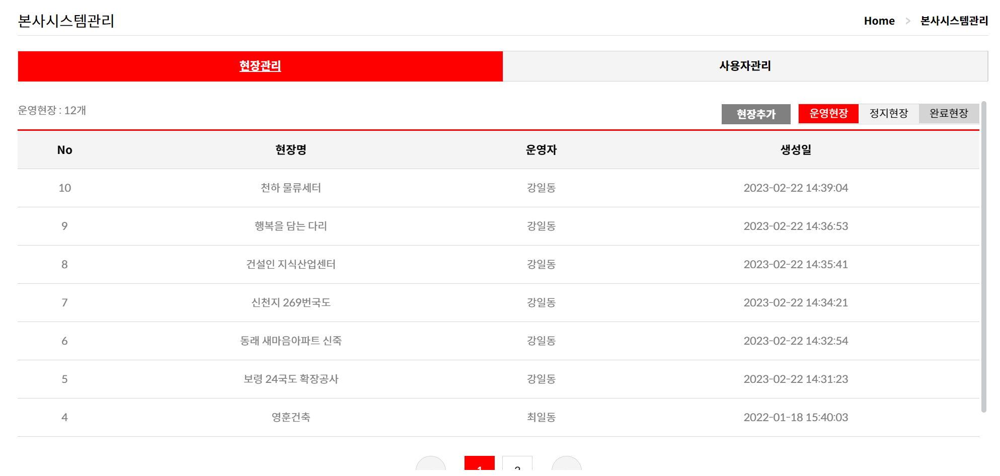 본사시스템관리
Home > 본사시스템관리
현장관리 사용자관리
운영현장 : 12개 현장추가 운영현장 정지현장 완료현장
No 현장명 운영자 생성일
10 천하 물류세터 강일동 2023-02-22 14:39:04
9 행복을 담는 다리 강일동 2023-02-22 14:36:53
8 건설인 지식산업센터 강일동 2023-02-22 14:35:41
7 신천지 269번국도 강일동 2023-02-22 14:34:21
6 동래 새마음아파트 신죽 강일동 2023-02-22 14:32:54
5 보령 24국도 확장공사 강일동 2023-02-22 14:31:23
4 영훈건축 최일동 2022-01-18 15:40:03
1 2